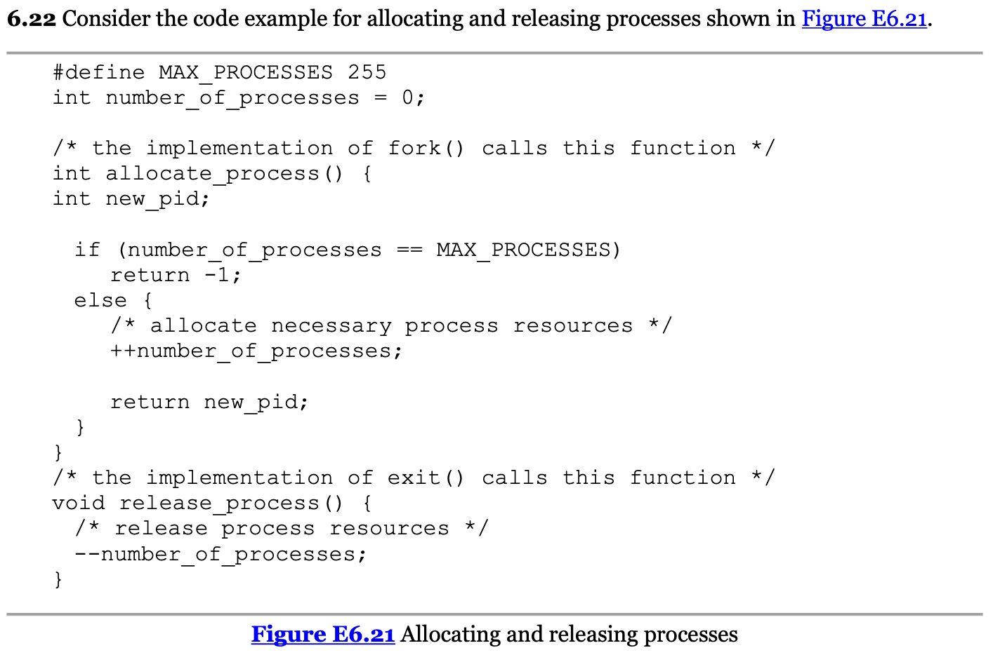 6.22 Consider the code example for allocating and releasing processes shown in Figure E6.21.
#define MAX_PROCESSES 255
int number_of_processes = 0;
/* the implementation of fork() calls this function */
int allocate_process() {
int new_pid;
if (number_of_processes == MAX_PROCESSES)
return -1;
else {
/* allocate necessary process resources */
++number_of_processes;
return new_pid;
}
}
/* the implementation of exit() calls this function */
void release_process() {
/* release process resources */
--number_of_processes;
}
Figure E6.21 Allocating and releasing processes